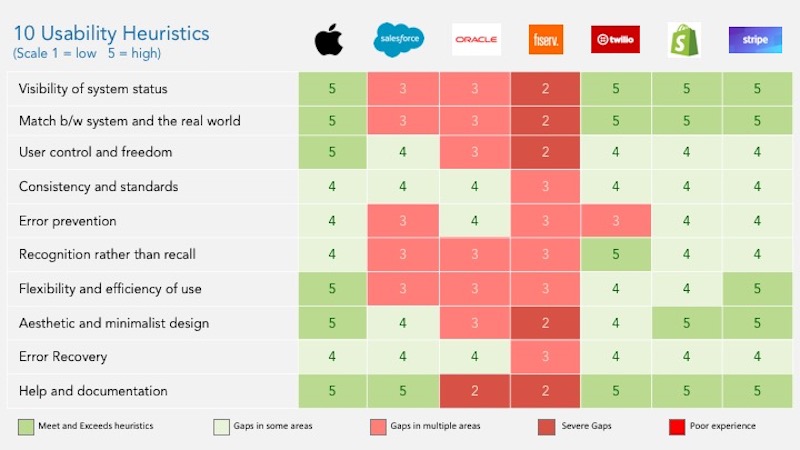 10 Usability Heuristics
(Scale 1 = low 5 = high)
salesforce
ORACLE
fiserv.
twilio
S
stripe
Visibility of system status 5 3 3 2 5 5 5
Match b/w system and the real world 5 3 3 2 5 5 5
User control and freedom 5 4 3 2 4 4 4
Consistency and standards 4 4 4 3 4 4 4
Error prevention 4 3 4 3 3 4 4
Recognition rather than recall 4 3 3 3 5 4 4
Flexibility and efficiency of use 5 3 3 3 4 4 5
Aesthetic and minimalist design 5 4 3 2 4 5 5
Error Recovery 4 4 4 3 4 4 4
Help and documentation 5 5 2 2 5 5 5
Meet and Exceeds heuristics
Gaps in some areas
Gaps in multiple areas
Severe Gaps
Poor experience